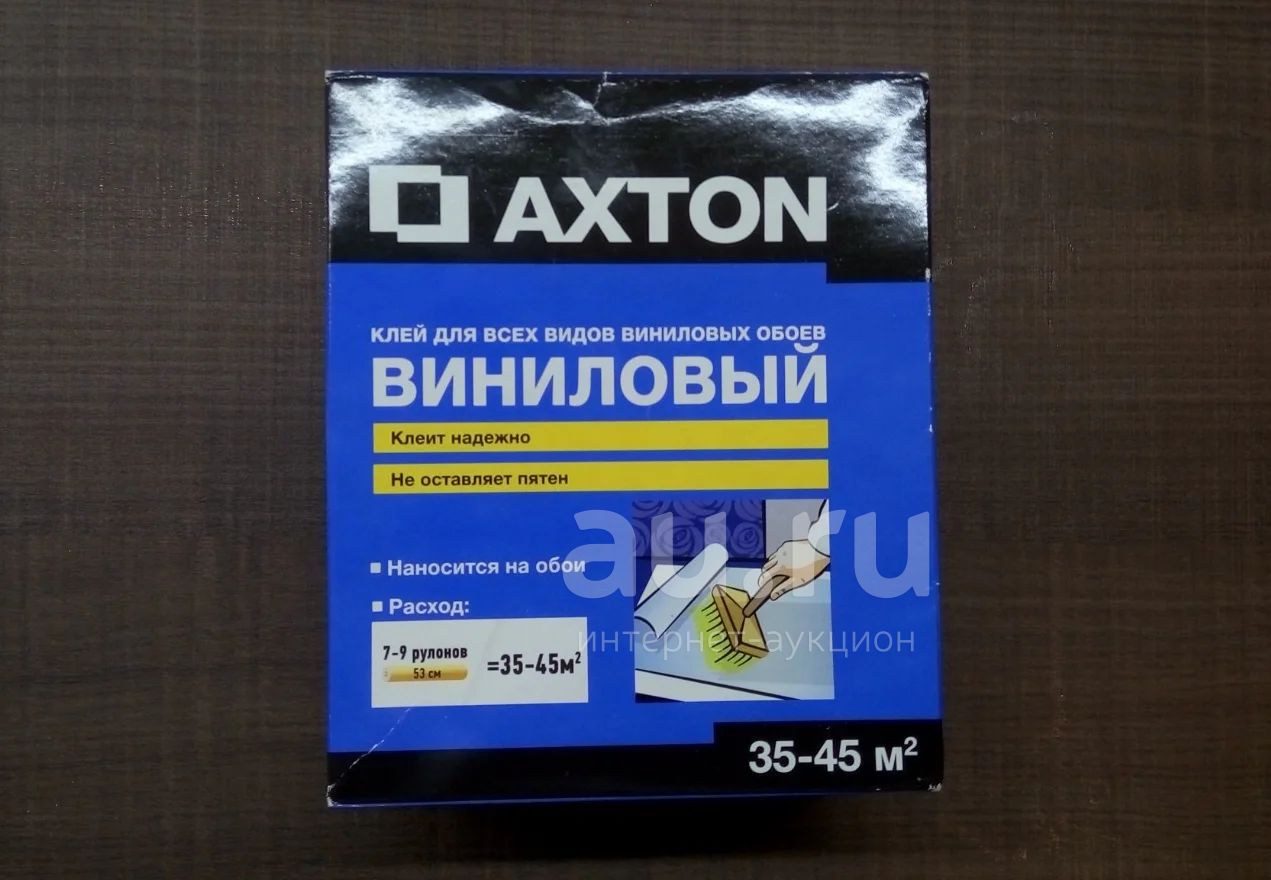 AXTON
КЛЕЙ ДЛЯ ВСЕХ ВИДОВ ВИНИЛОВЫХ ОБОЕВ
ВИНИЛОВЫЙ
Клеит надежно
Не оставляет пятен
au.ru
интернет-аукцион
Наносится на обои
Расход:
7-9 рулонов
53 см
=35-45м²
35-45 м²